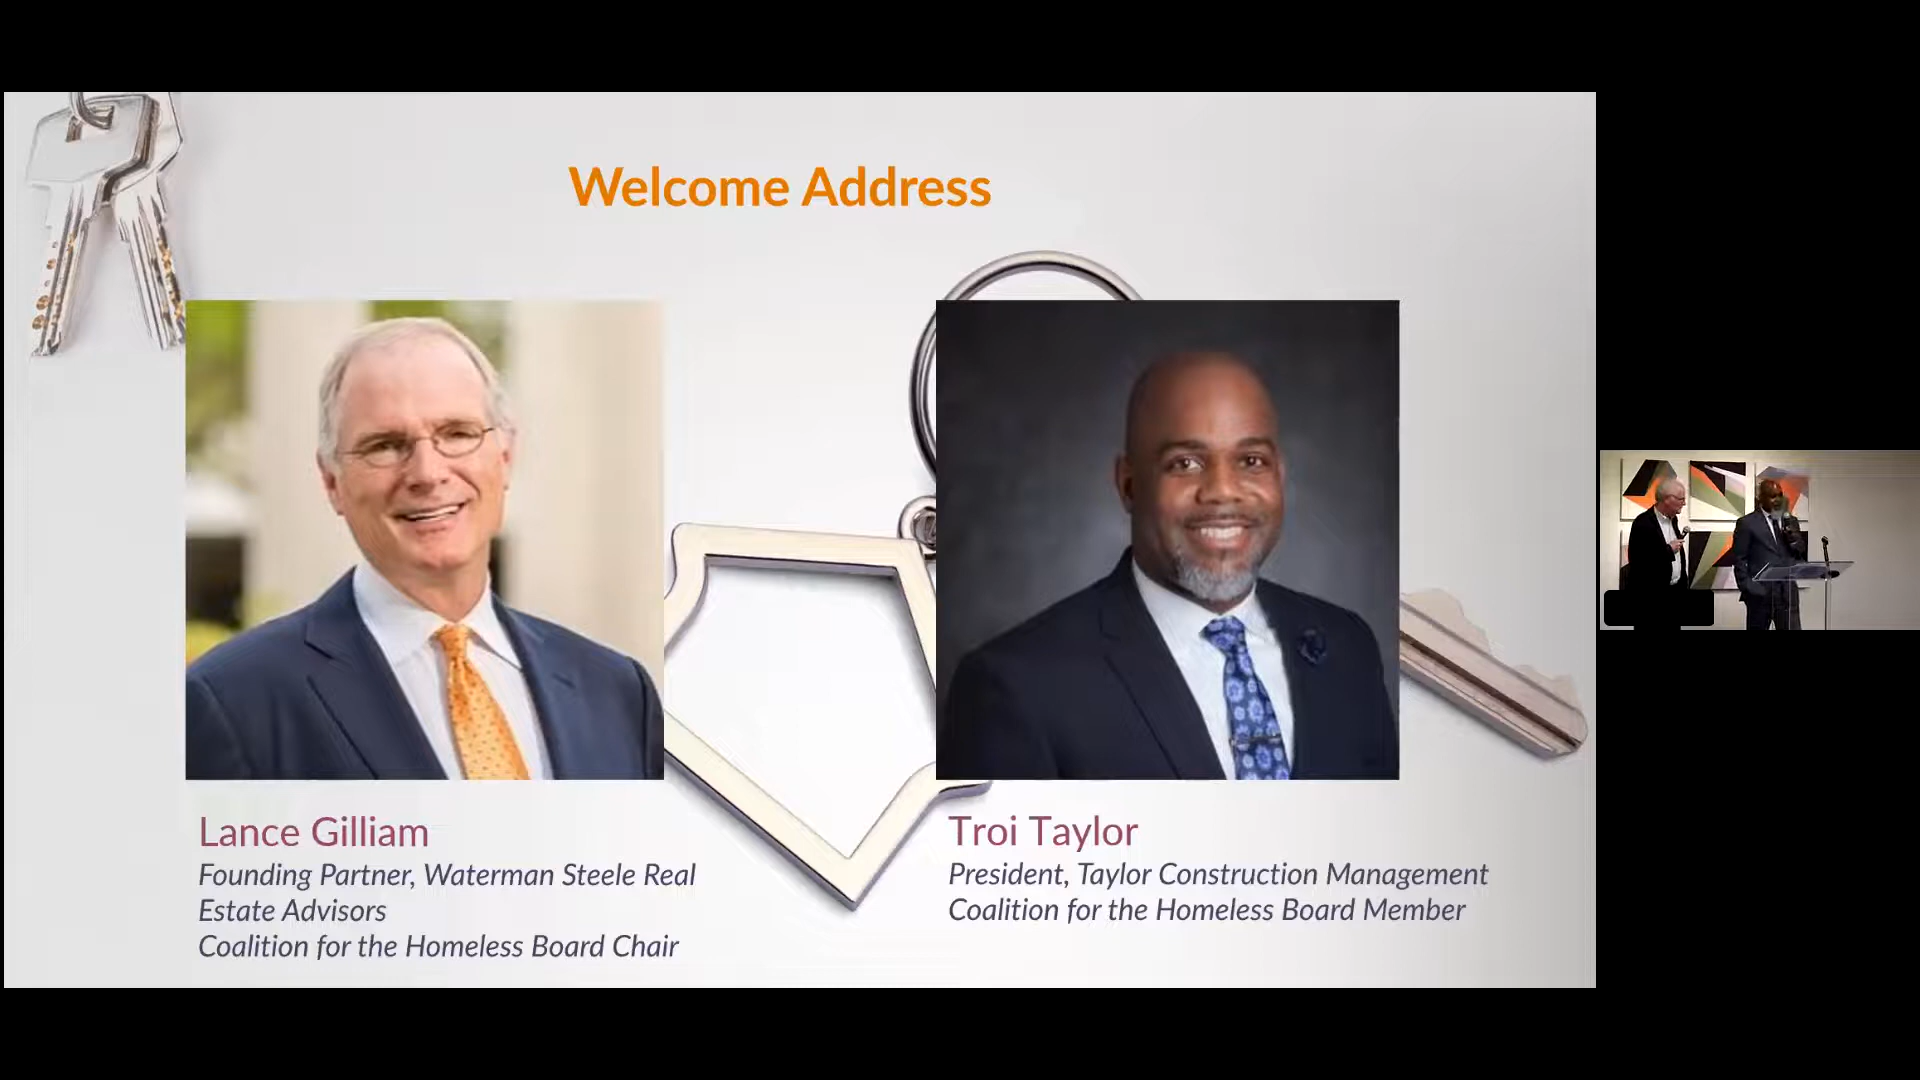 Welcome Address
Lance Gilliam
Founding Partner, Waterman Steele Real
Estate Advisors
Coalition for the Homeless Board Chair
Troi Taylor
President, Taylor Construction Management
Coalition for the Homeless Board Member